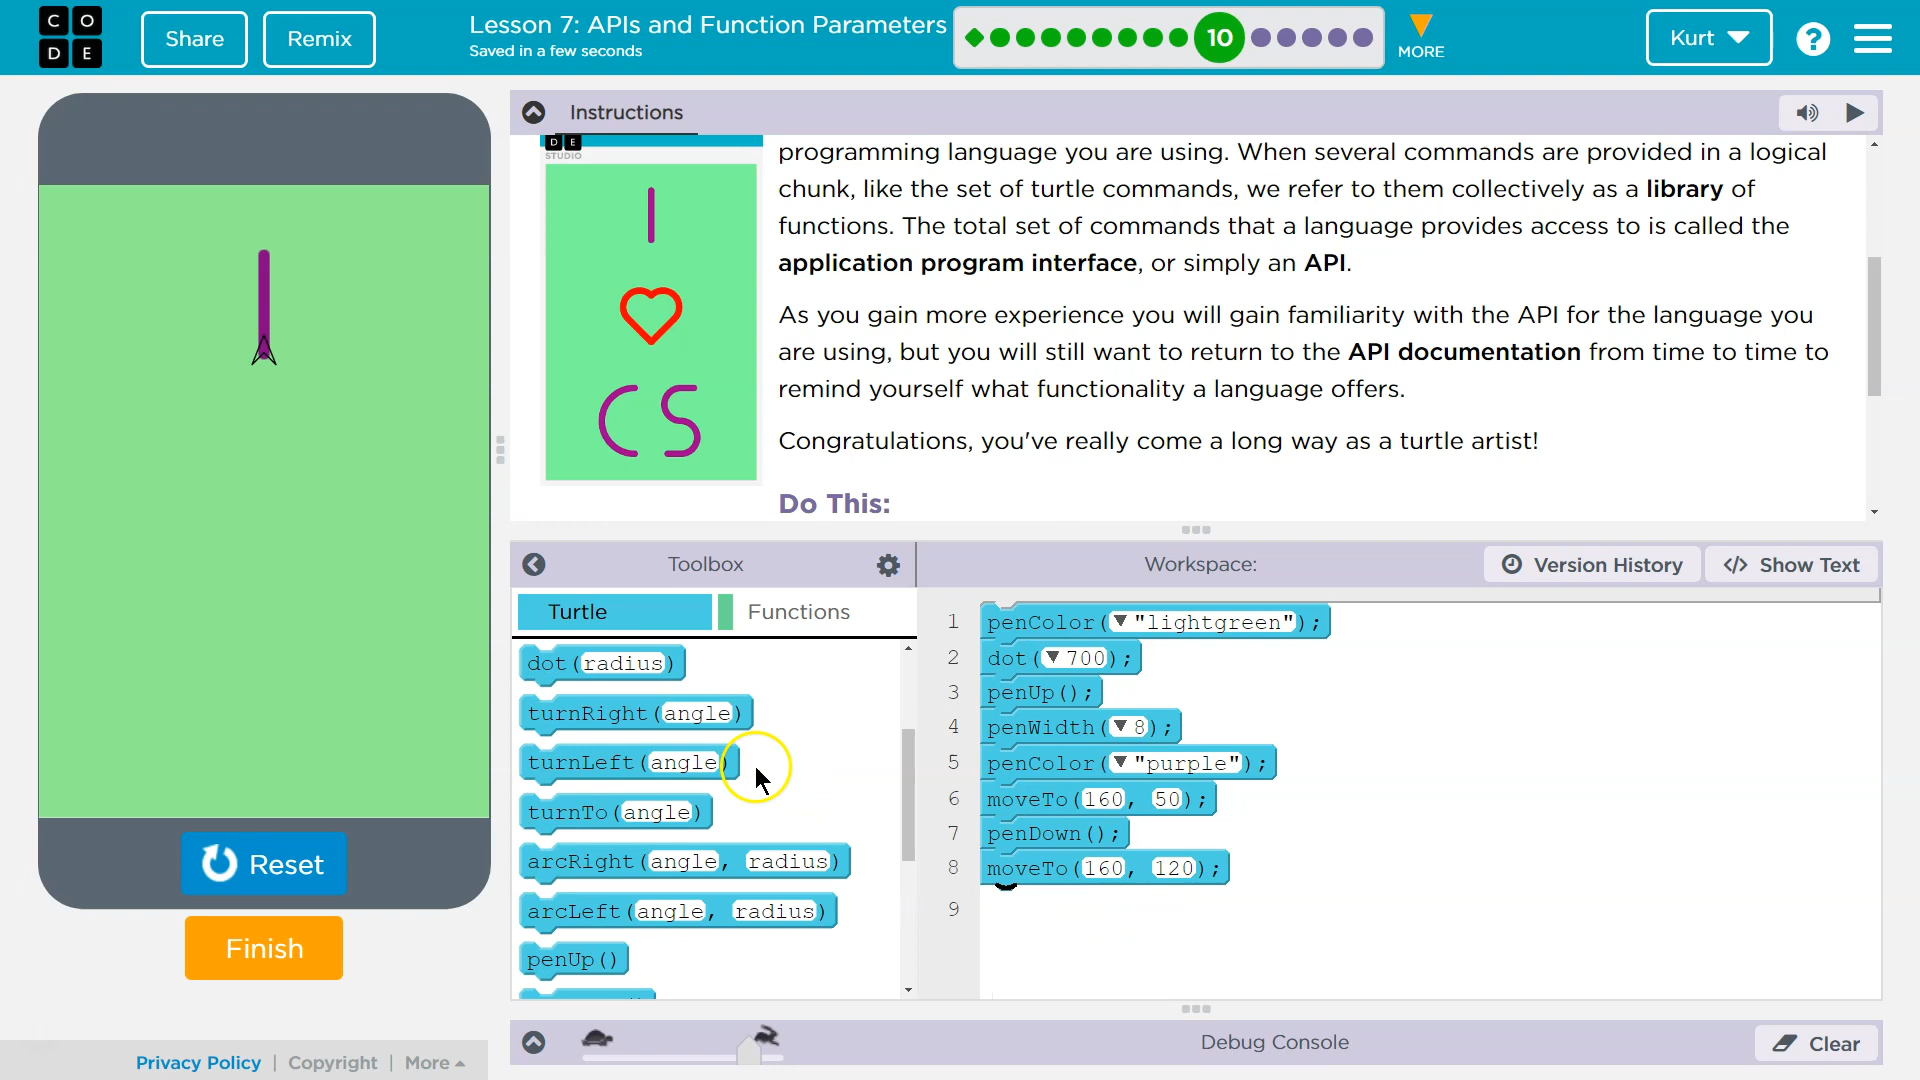 C O
D E
Share
Remix
Lesson 7: APIs and Function Parameters
Saved in a few seconds
10
MORE
Kurt
?
Instructions
D E
STUDIO
I
CS
programming language you are using. When several commands are provided in a logical
chunk, like the set of turtle commands, we refer to them collectively as a library of
functions. The total set of commands that a language provides access to is called the
application program interface, or simply an API.
As you gain more experience you will gain familiarity with the API for the language you
are using, but you will still want to return to the API documentation from time to time to
remind yourself what functionality a language offers.
Congratulations, you've really come a long way as a turtle artist!
Do This:
Toolbox
Workspace:
Version History
</> Show Text
Turtle
Functions
dot(radius)
turnRight(angle)
turnLeft(angle)
turnTo(angle)
arcRight(angle, radius)
arcLeft(angle, radius)
penUp()
1 penColor("lightgreen");
2 dot(700);
3 penUp();
4 penWidth(8);
5 penColor("purple");
6 moveTo(160, 50);
7 penDown();
8 moveTo(160, 120);
9
Reset
Finish
Debug Console
Clear
Privacy Policy | Copyright | More